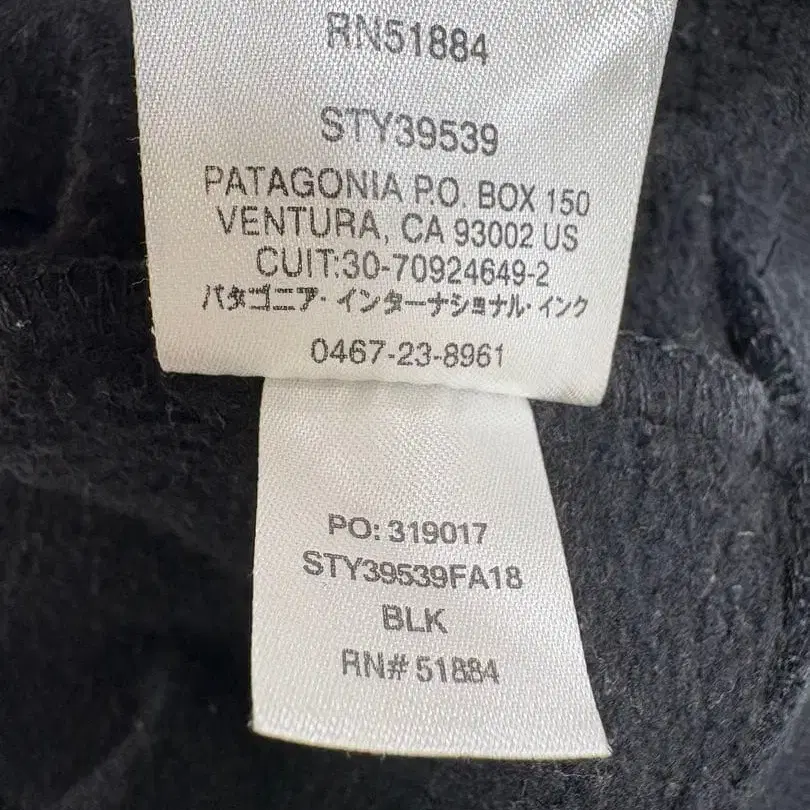 RN51884
STY39539
PATAGONIA P.O. BOX 150
VENTURA, CA 93002 US
CUIT:30-70924649-2
パタゴニア・インターナショナル・インク
0467-23-8961
PO: 319017
STY39539FA18
BLK
RN# 51884